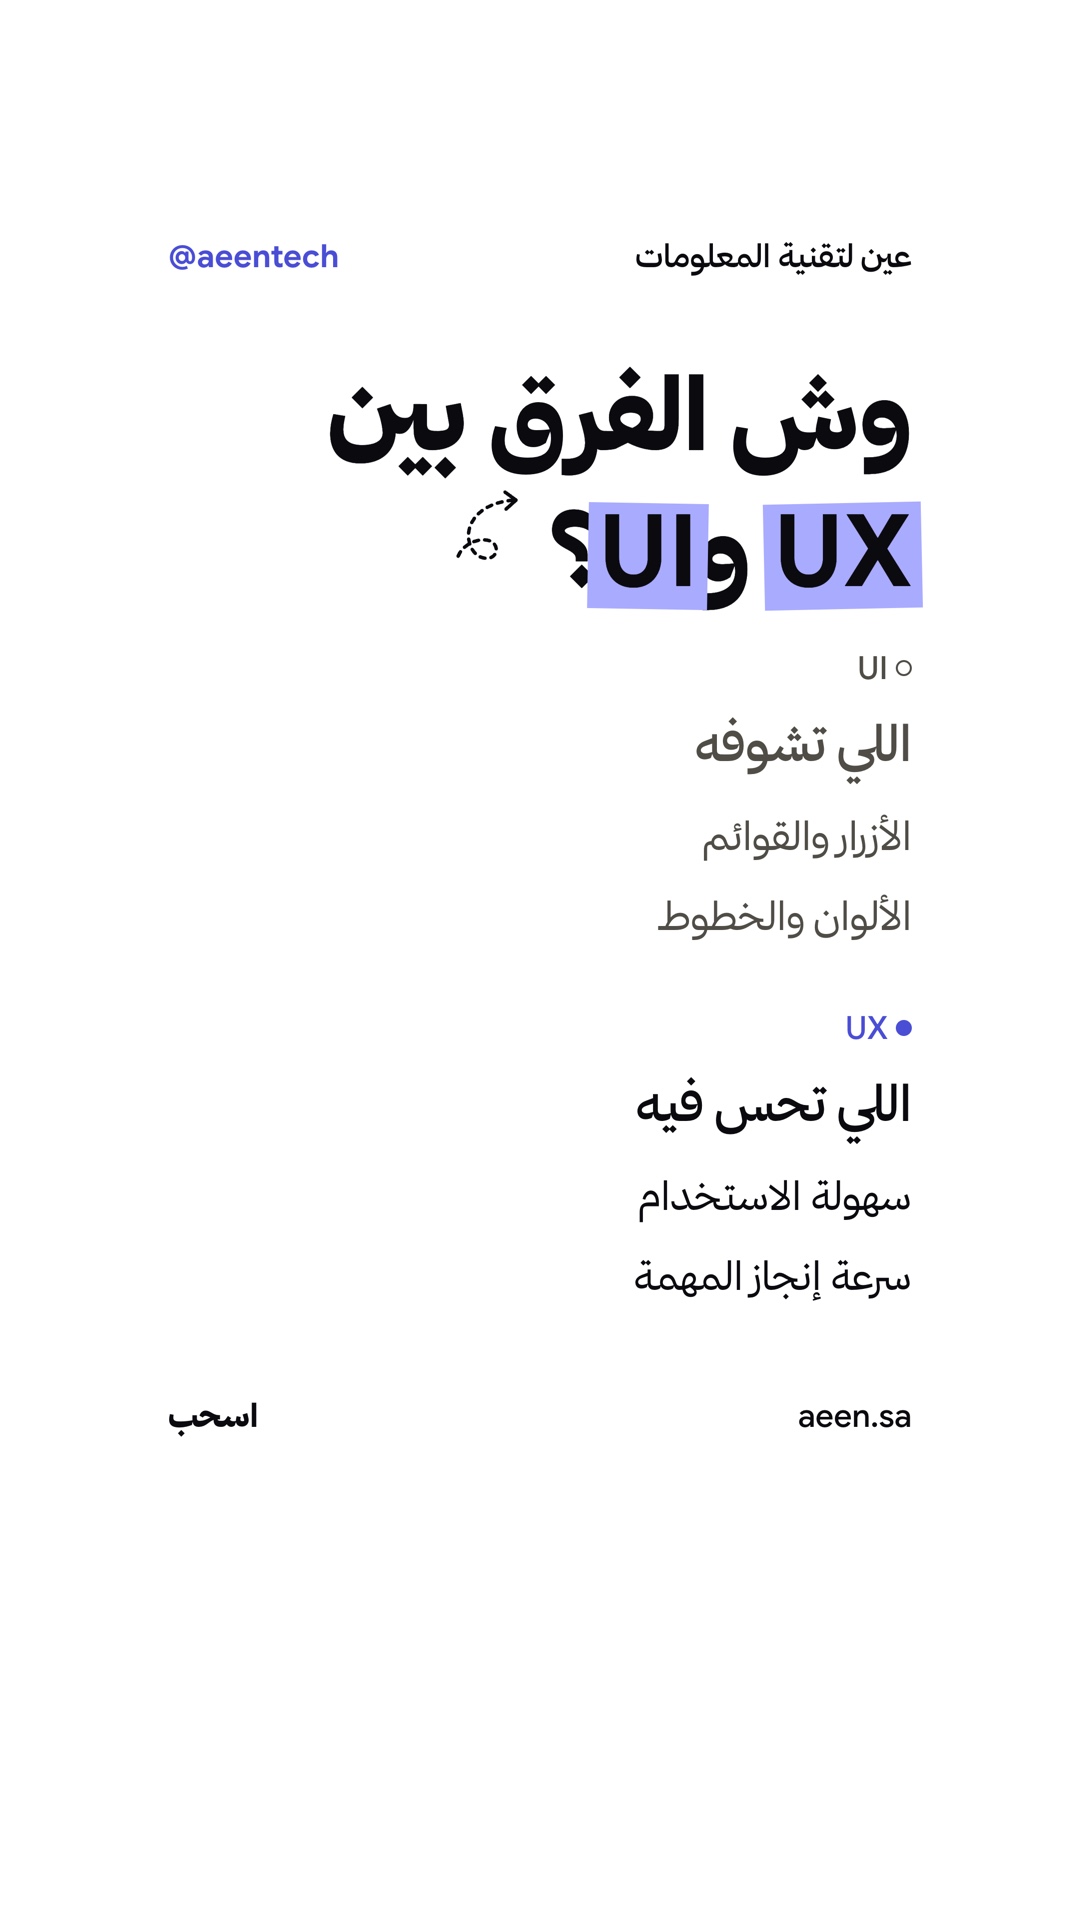 عين لتقنية المعلومات
@aeentech
وش الفرق بين
UX وUI؟
UI
اللي تشوفه
الأزرار والقوائم
الألوان والخطوط
UX
اللي تحس فيه
سهولة الاستخدام
سرعة إنجاز المهمة
aeen.sa
اسحب